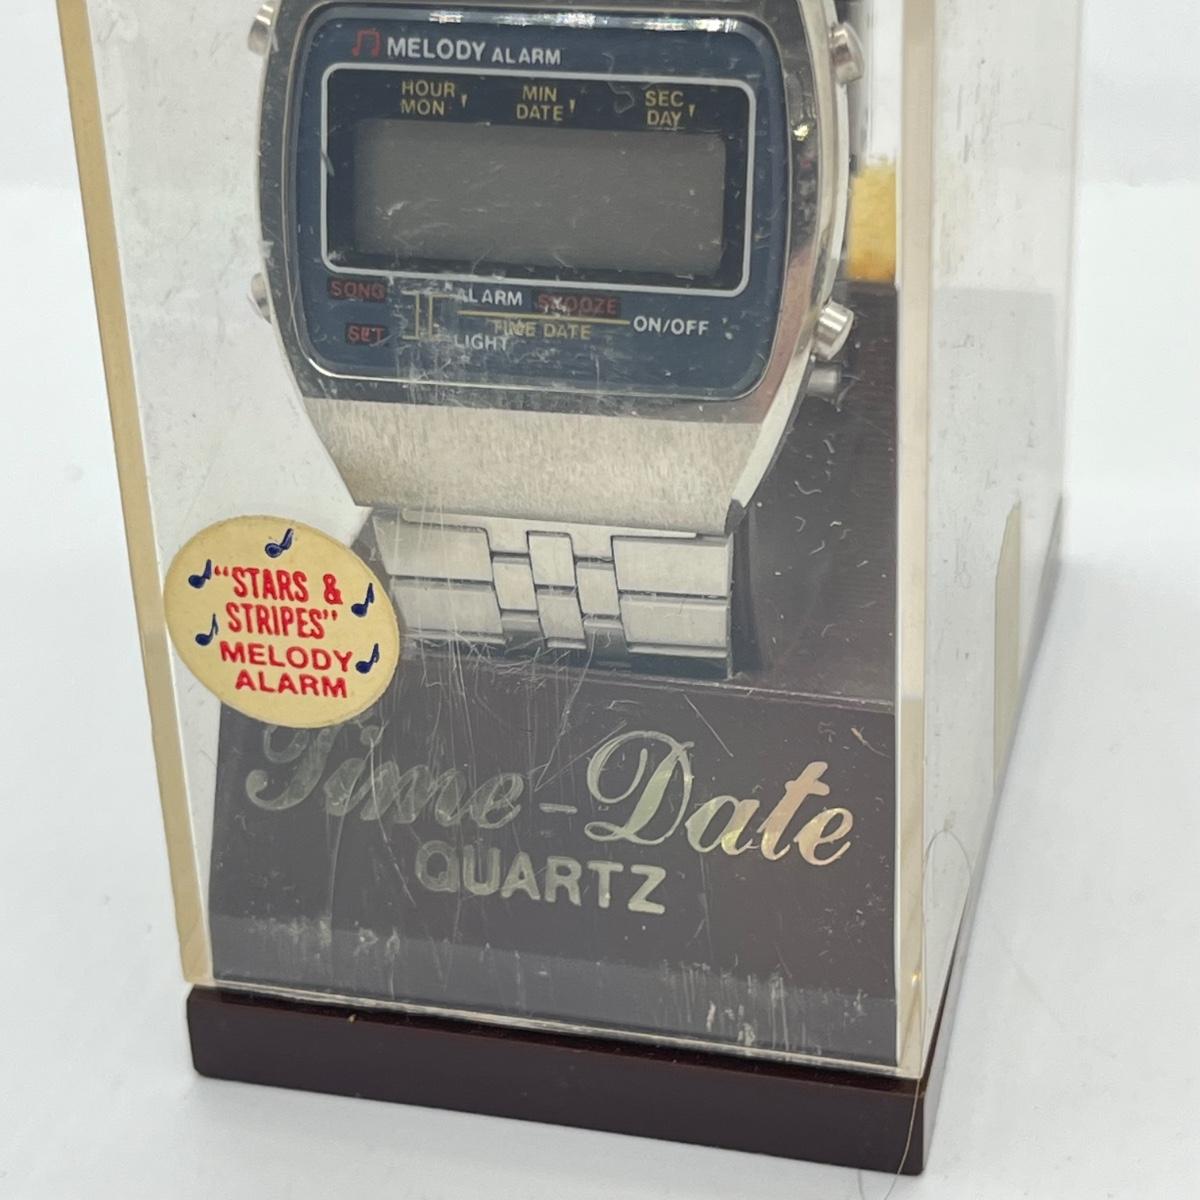 MELODY ALARM
HOUR MIN SEC
MON DATE DAY
SONG ALARM SNOOZE
TIME DATE ON/OFF
SET LIGHT
"STARS &
STRIPES"
MELODY
ALARM
Time-Date
QUARTZ